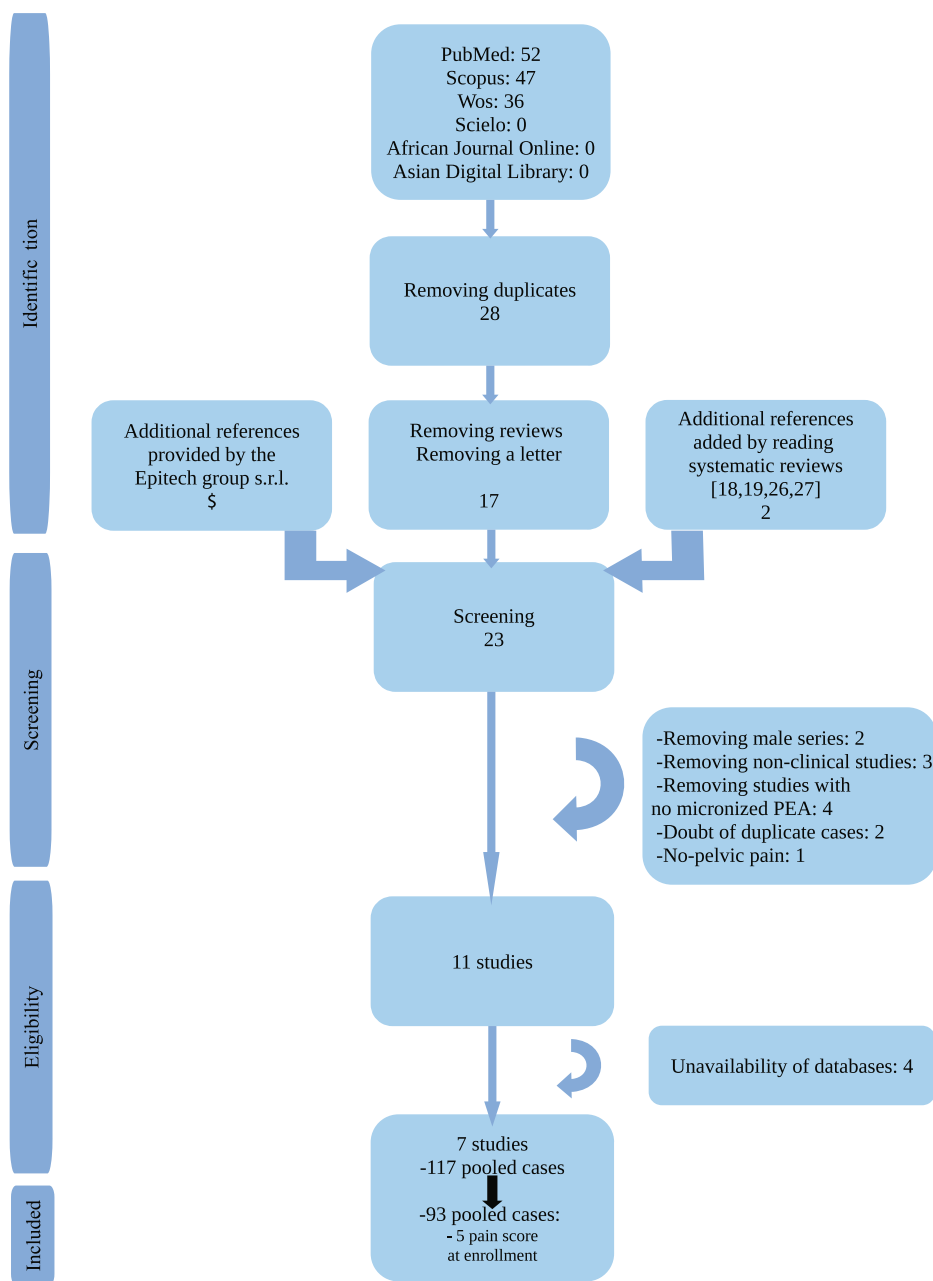 PubMed: 52
Scopus: 47
Wos: 36
Scielo: 0
African Journal Online: 0
Asian Digital Library: 0
Identific tion
Removing duplicates
28
Additional references
provided by the
Epitech group s.r.l.
$
Removing reviews
Removing a letter
17
Additional references
added by reading
systematic reviews
[18,19,26,27]
2
Screening
Screening
23
-Removing male series: 2
-Removing non-clinical studies: 3
-Removing studies with
no micronized PEA: 4
-Doubt of duplicate cases: 2
-No-pelvic pain: 1
Eligibility
11 studies
Unavailability of databases: 4
Included
7 studies
-117 pooled cases
-93 pooled cases:
- 5 pain score
at enrollment